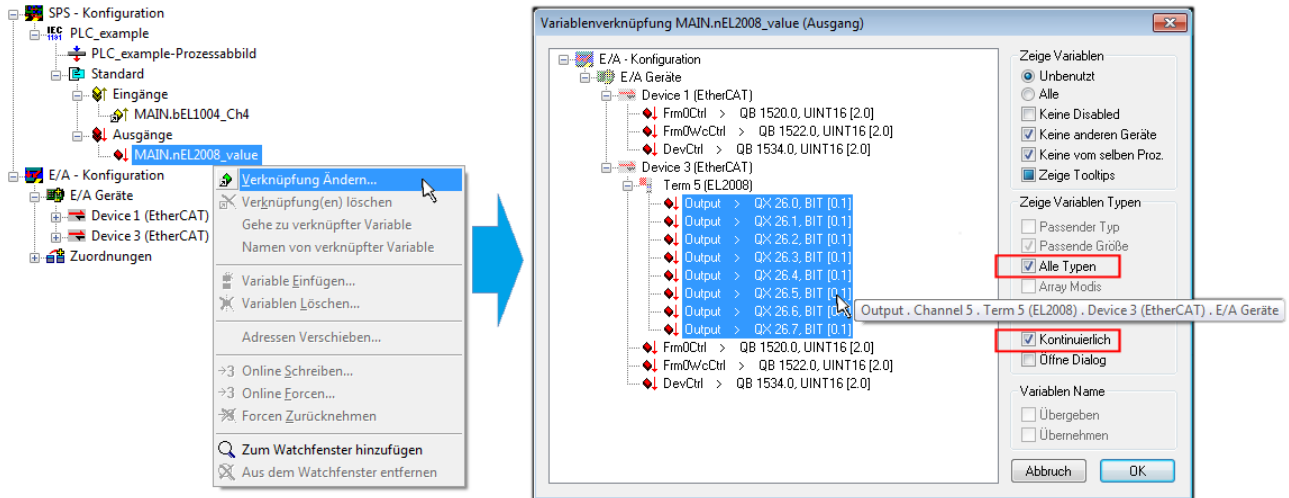 SPS - Konfiguration
IEC 1131 PLC_example
PLC_example-Prozessabbild
Standard
Eingänge
MAIN.bEL1004_Ch4
Ausgänge
MAIN.nEL2008_value
E/A - Konfiguration
E/A Geräte
Device 1 (EtherCAT)
Device 3 (EtherCAT)
Zuordnungen
Verknüpfung Ändern...
Verknüpfung(en) löschen
Gehe zu verknüpfter Variable
Namen von verknüpfter Variable
Variable Einfügen...
Variablen Löschen...
Adressen Verschieben...
→3 Online Schreiben...
→3 Online Forcen...
Forcen Zurücknehmen
Zum Watchfenster hinzufügen
Aus dem Watchfenster entfernen
Variablenverknüpfung MAIN.nEL2008_value (Ausgang)
E/A - Konfiguration
E/A Geräte
Device 1 (EtherCAT)
Frm0Ctrl > QB 1520.0, UINT16 [2.0]
Frm0WcCtrl > QB 1522.0, UINT16 [2.0]
DevCtrl > QB 1534.0, UINT16 [2.0]
Device 3 (EtherCAT)
Term 5 (EL2008)
Output > QX 26.0, BIT [0.1]
Output > QX 26.1, BIT [0.1]
Output > QX 26.2, BIT [0.1]
Output > QX 26.3, BIT [0.1]
Output > QX 26.4, BIT [0.1]
Output > QX 26.5, BIT [0.1]
Output > QX 26.6, BIT
Output > QX 26.7, BIT [0.1]
Frm0Ctrl > QB 1520.0, UINT16 [2.0]
Frm0WcCtrl > QB 1522.0, UINT16 [2.0]
DevCtrl > QB 1534.0, UINT16 [2.0]
Zeige Variablen
Unbenutzt
Alle
Keine Disabled
Keine anderen Geräte
Keine vom selben Proz.
Zeige Tooltips
Zeige Variablen Typen
Passender Typ
Passende Größe
Alle Typen
Array Modis
Output . Channel 5 . Term 5 (EL2008) . Device 3 (EtherCAT) . E/A Geräte
Kontinuierlich
Öffne Dialog
Variablen Name
Übergeben
Übernehmen
Abbruch
OK